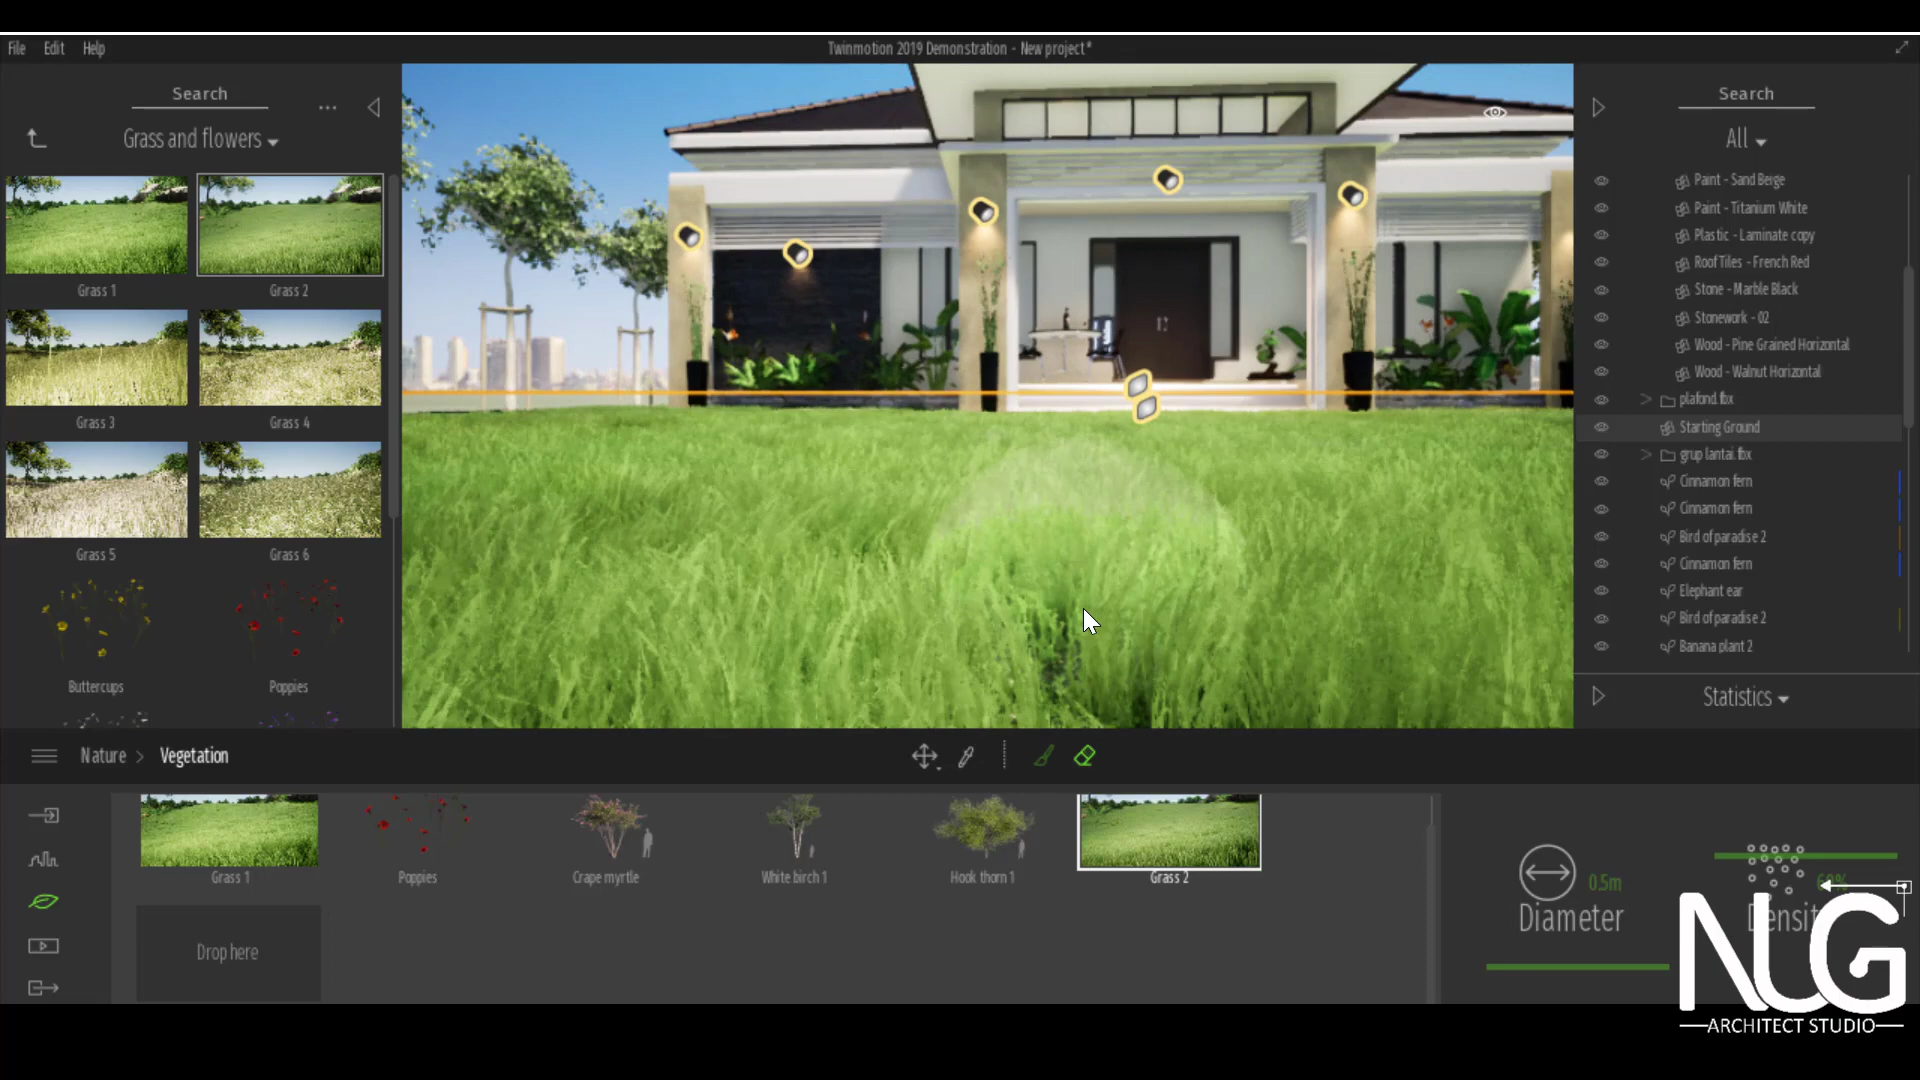 File Edit Help
Twinmotion 2019 Demonstration - New project*
Search
Grass and flowers
Grass 1
Grass 2
Grass 3
Grass 4
Grass 5
Grass 6
Buttercups
Poppies
Search
All
Paint - Sand Beige
Paint - Titanium White
Plastic - Laminate copy
Roof Tiles - French Red
Stone - Marble Black
Stonework - 02
Wood - Pine Grained Horizontal
Wood - Walnut Horizontal
plafond.fbx
Starting Ground
grup lantai.fbx
Cinnamon fern
Cinnamon fern
Bird of paradise 2
Cinnamon fern
Elephant ear
Bird of paradise 2
Banana plant 2
Statistics
Nature > Vegetation
Grass 1
Poppies
Crape myrtle
White birch 1
Hook thorn 1
Grass 2
Drop here
0.5m
Diameter
NUG
ARCHITECT STUDIO